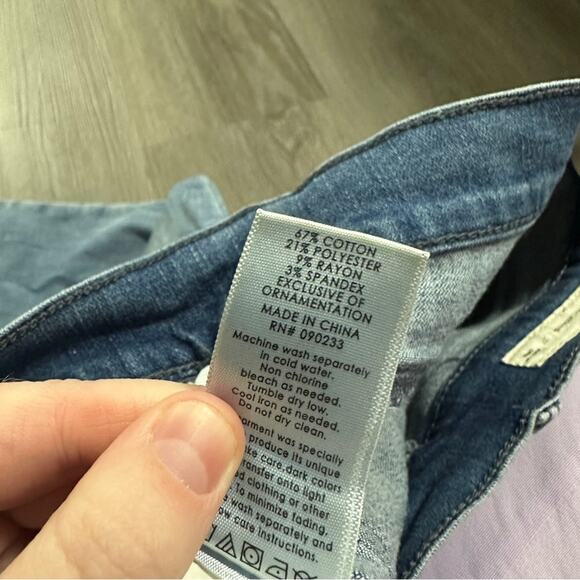 67% COTTON
21% POLYESTER
9% RAYON
3% SPANDEX
EXCLUSIVE OF
ORNAMENTATION
MADE IN CHINA
RN# 090233
Machine wash separately
in cold water.
Non chlorine
bleach as needed.
Tumble dry low.
Cool iron as needed.
Do not dry clean.
garment was specially
produce its unique
care, dark colors
transfer onto light
clothing or other
To minimize fading,
wash separately and
care instructions.